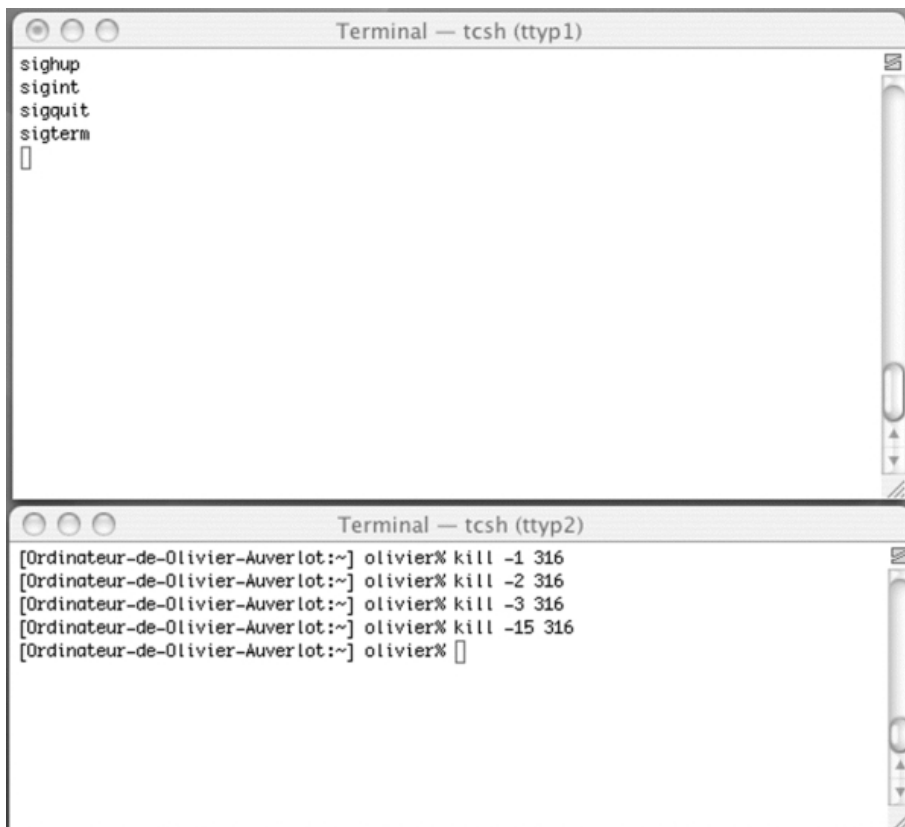 Terminal — tcsh (ttyp1)
sighup
sigint
sigquit
sigterm
Terminal — tcsh (ttyp2)
[Ordinateur-de-Olivier-Auverlot:~] olivier% kill -1 316
[Ordinateur-de-Olivier-Auverlot:~] olivier% kill -2 316
[Ordinateur-de-Olivier-Auverlot:~] olivier% kill -3 316
[Ordinateur-de-Olivier-Auverlot:~] olivier% kill -15 316
[Ordinateur-de-Olivier-Auverlot:~] olivier%